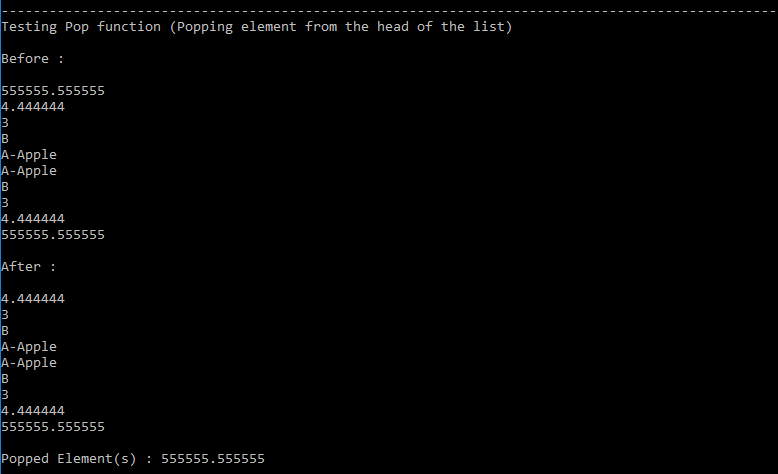 -------------------------------------------------------------------------------------------------
Testing Pop function (Popping element from the head of the list)
Before :
555555.555555
4.444444
3
B
A-Apple
A-Apple
B
3
4.444444
555555.555555
After :
4.444444
3
B
A-Apple
A-Apple
B
3
4.444444
555555.555555
Popped Element(s) : 555555.555555